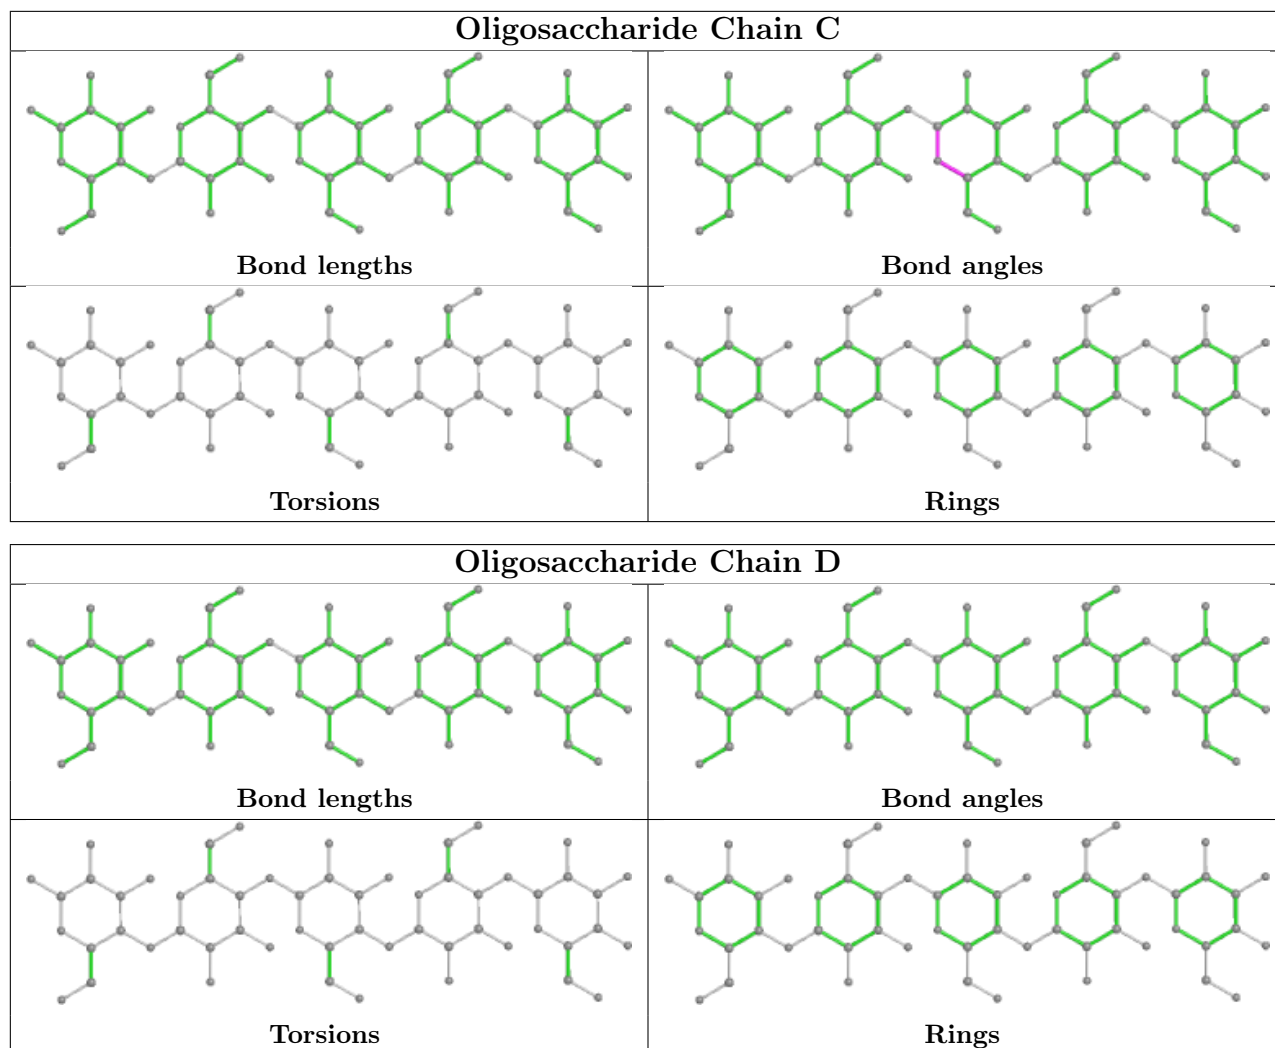 Oligosaccharide Chain C
Bond lengths
Bond angles
Torsions
Rings
Oligosaccharide Chain D
Bond lengths
Bond angles
Torsions
Rings